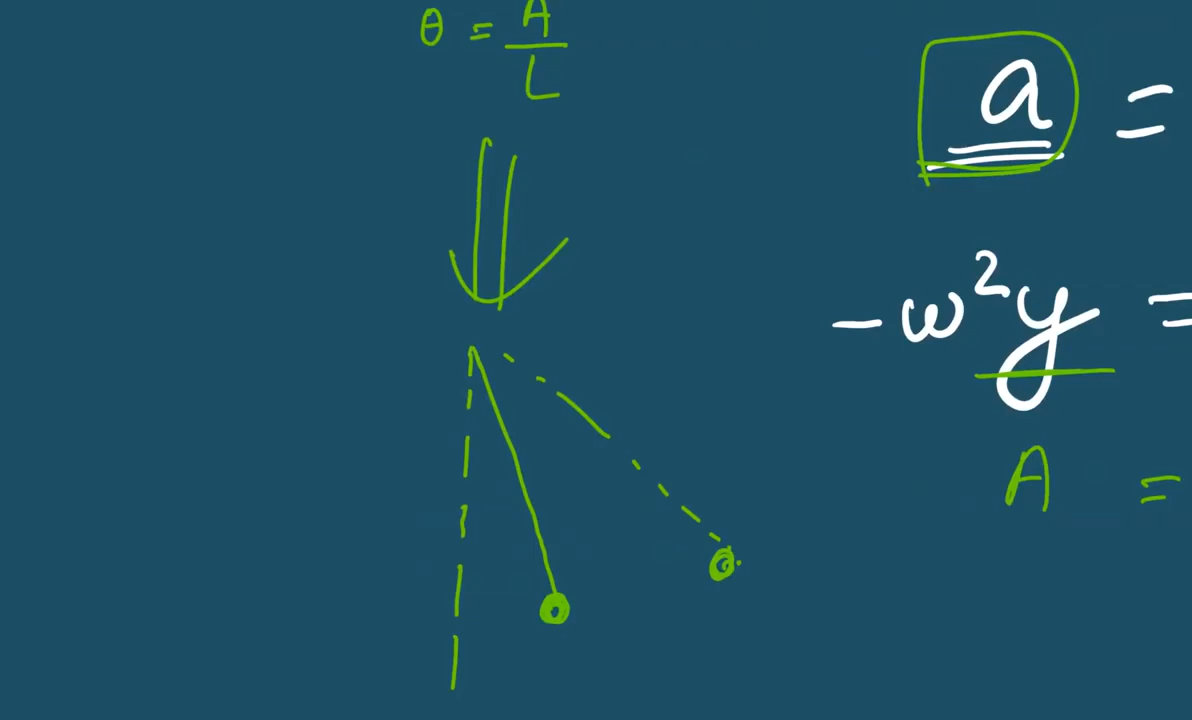 θ = A/L
a =
-ω²y =
A =